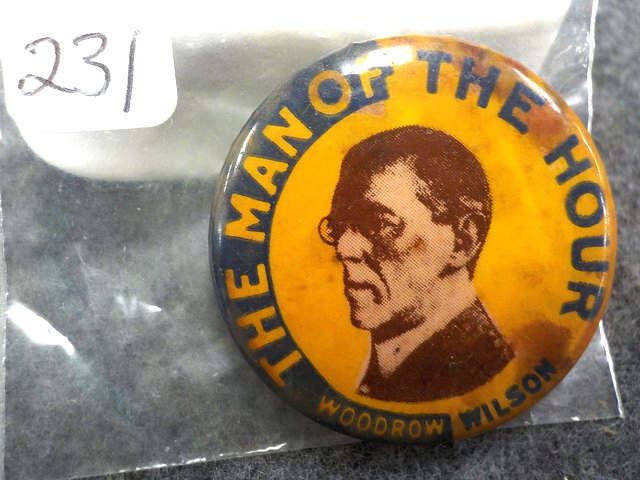 231
THE MAN OF THE HOUR
WOODROW WILSON